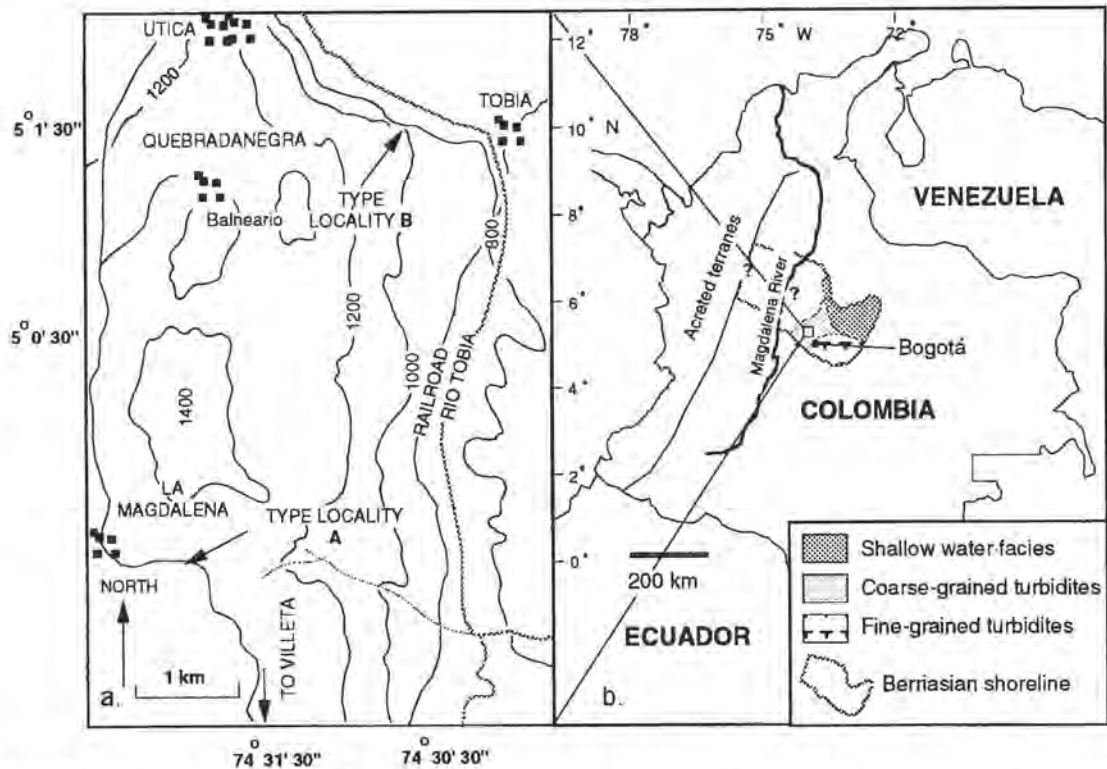 UTICA
1200
TOBIA
5° 1' 30"
QUEBRADANEGRA
TYPE
LOCALITY B
Balneario
800
5° 0' 30"
1200
1400
1000
RAILROAD
RIO TOBIA
LA
MAGDALENA
TYPE LOCALITY
A
NORTH
1 km
TO VILLETA
a.
74° 31' 30"
74° 30' 30"
12°
78°
75°
W
72°
10°
N
8°
6°
4°
2°
0°
VENEZUELA
Acreted terranes
?
Magdalena River
?
Bogotá
COLOMBIA
200 km
ECUADOR
b.
Shallow water facies
Coarse-grained turbidites
Fine-grained turbidites
Berriasian shoreline